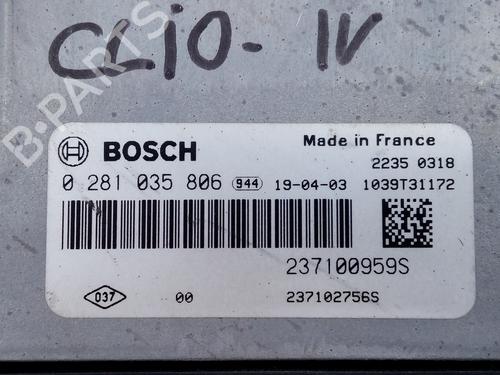 CLIO - IV
B-PARTS
BOSCH
Made in France
2235 0318
0 281 035 806 944 19-04-03 1039T31172
237100959S
037 00 237102756S